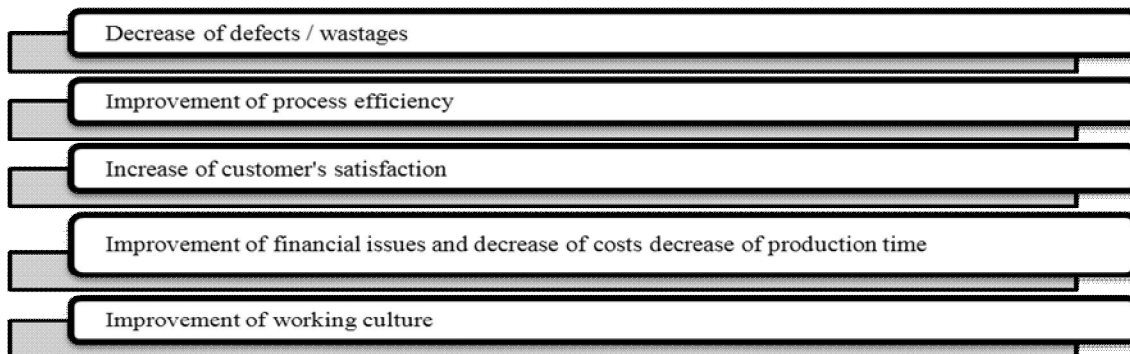 Decrease of defects / wastages
Improvement of process efficiency
Increase of customer's satisfaction
Improvement of financial issues and decrease of costs decrease of production time
Improvement of working culture